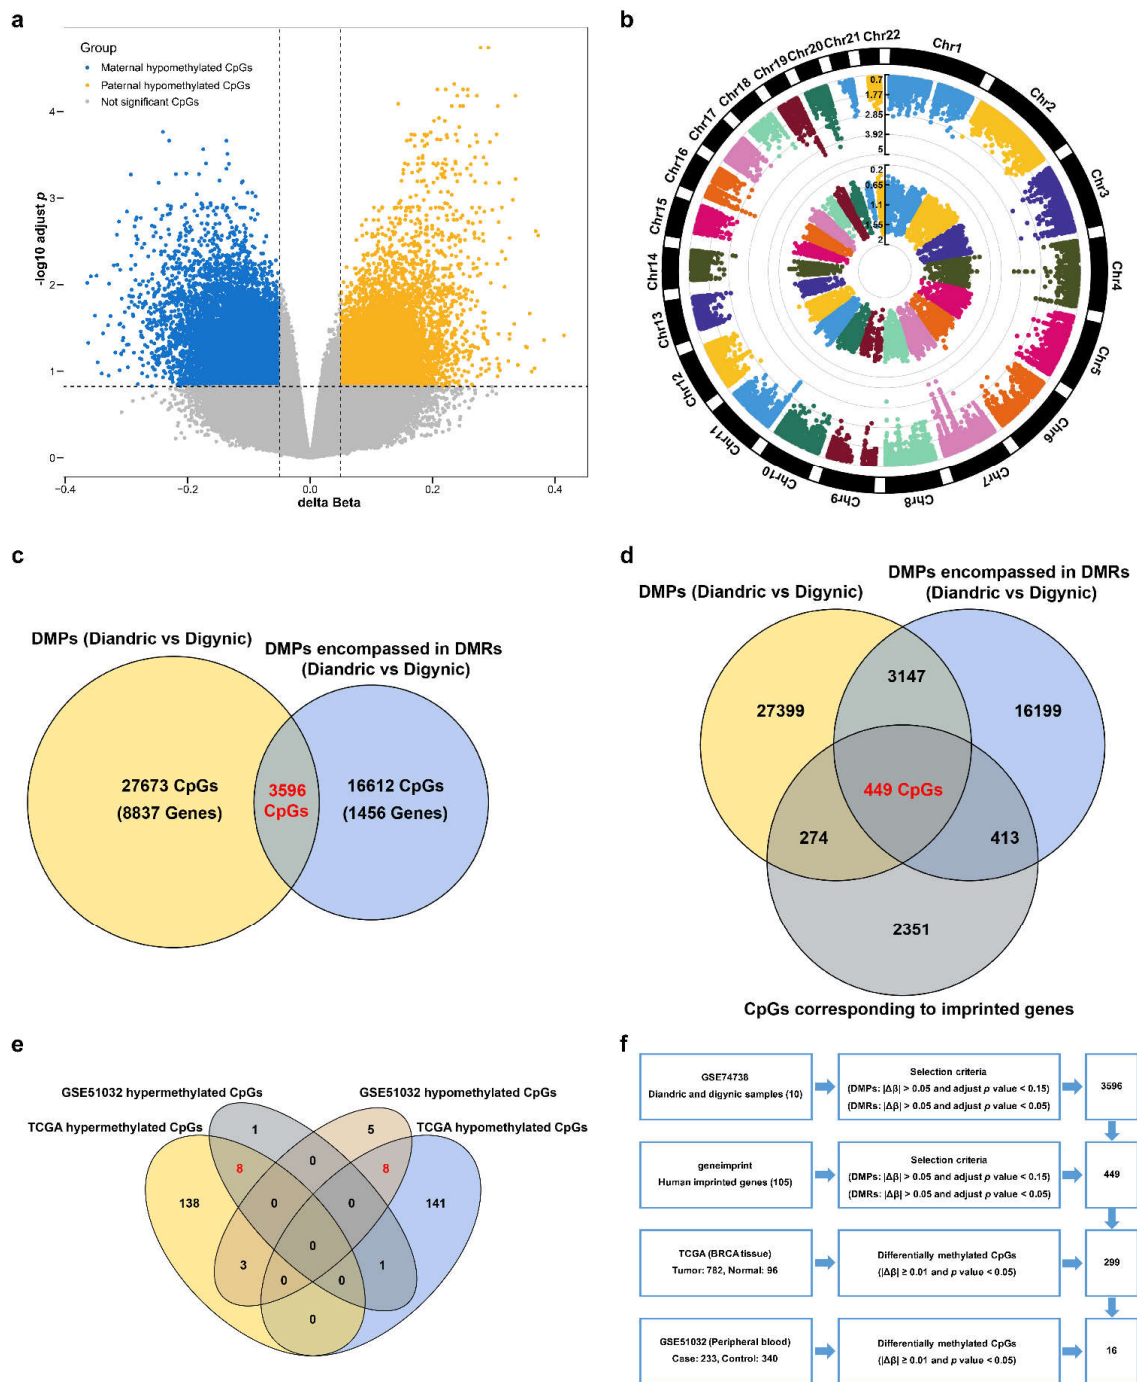 a
Group
Maternal hypomethylated CpGs
Paternal hypomethylated CpGs
Not significant CpGs
-log10 adjust p
4
3
2
1
0
−0.4
−0.2
0.0
0.2
0.4
delta Beta
b
Chr1
Chr2
Chr3
Chr4
Chr5
Chr6
Chr7
Chr8
Chr9
Chr10
Chr11
Chr12
Chr13
Chr14
Chr15
Chr16
Chr17
Chr18
Chr19
Chr20
Chr21
Chr22
0.7
1.77
2.85
3.92
5
0.2
0.65
1.1
1.55
2
c
DMPs (Diandric vs Digynic)
DMPs encompassed in DMRs
(Diandric vs Digynic)
27673 CpGs
(8837 Genes)
3596
CpGs
16612 CpGs
(1456 Genes)
d
DMPs encompassed in DMRs
(Diandric vs Digynic)
DMPs (Diandric vs Digynic)
3147
27399
16199
449 CpGs
274
413
2351
CpGs corresponding to imprinted genes
e
GSE51032 hypermethylated CpGs
GSE51032 hypomethylated CpGs
TCGA hypermethylated CpGs
TCGA hypomethylated CpGs
1
5
0
8
8
138
0
0
141
0
3
1
0
0
0
f
GSE74738
Diandric and digynic samples (10)
Selection criteria
(DMPs: |Δβ| > 0.05 and adjust p value < 0.15)
(DMRs: |Δβ| > 0.05 and adjust p value < 0.05)
3596
geneimprint
Human imprinted genes (105)
Selection criteria
(DMPs: |Δβ| > 0.05 and adjust p value < 0.15)
(DMRs: |Δβ| > 0.05 and adjust p value < 0.05)
449
TCGA (BRCA tissue)
Tumor: 782, Normal: 96
Differentially methylated CpGs
(|Δβ| ≥ 0.01 and p value < 0.05)
299
GSE51032 (Peripheral blood)
Case: 233, Control: 340
Differentially methylated CpGs
(|Δβ| ≥ 0.01 and p value < 0.05)
16